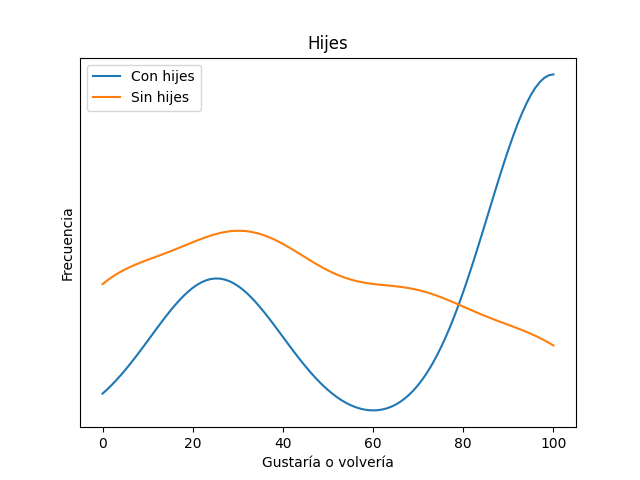 Hijes
Con hijes
Sin hijes
Frecuencia
0 20 40 60 80 100
Gustaría o volvería